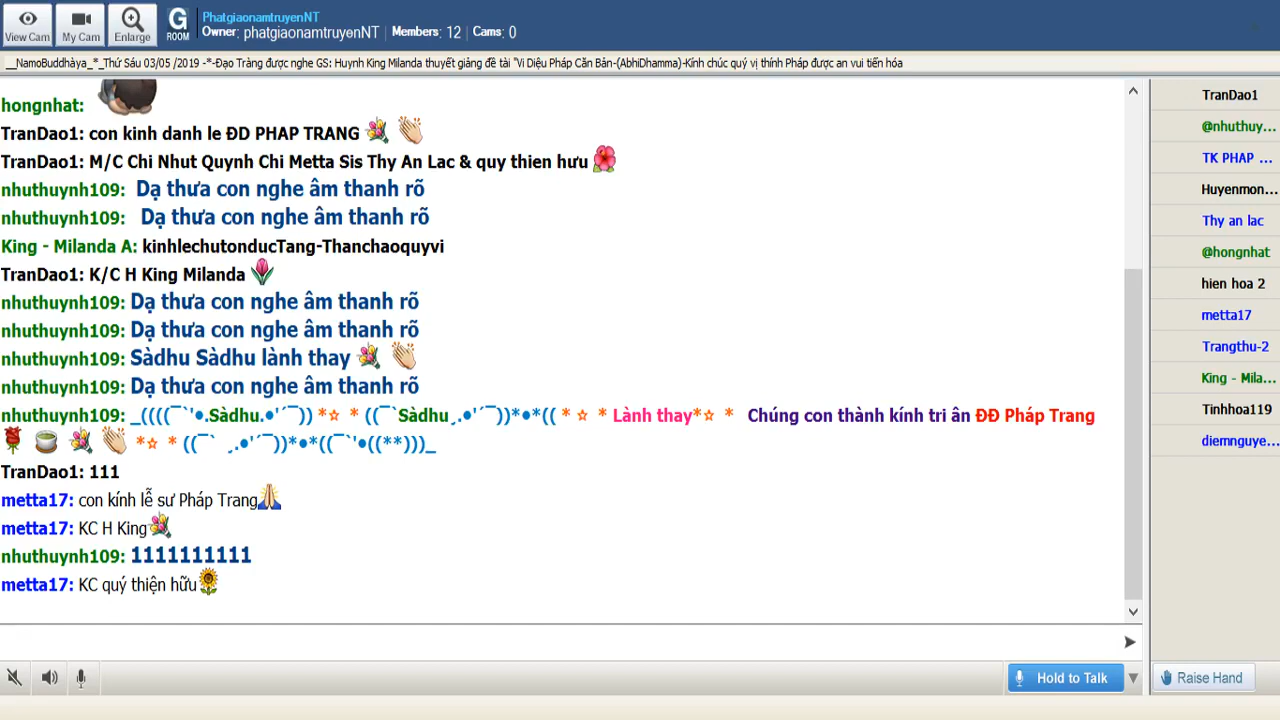 View Cam
My Cam
Enlarge
G ROOM
PhatgiaonamtruyenNT
Owner: phatgiaonamtruyenNT Members: 12 Cams: 0
__NamoBuddhàya_*_Thứ Sáu 03/05 /2019 -*-Đạo Tràng được nghe GS: Huynh King Milanda thuyết giảng đề tài "Vi Diệu Pháp Căn Bản-(AbhiDhamma)-Kính chúc quý vị thính Pháp được an vui tiến hóa
hongnhat:
TranDao1: con kinh danh le ĐD PHAP TRANG
TranDao1: M/C Chi Nhut Quynh Chi Metta Sis Thy An Lac & quy thien hưu
nhuthuynh109: Dạ thưa con nghe âm thanh rõ
nhuthuynh109: Dạ thưa con nghe âm thanh rõ
King - Milanda A: kinhlechutonducTang-Thanchaoquyvi
TranDao1: K/C H King Milanda
nhuthuynh109: Dạ thưa con nghe âm thanh rõ
nhuthuynh109: Dạ thưa con nghe âm thanh rõ
nhuthuynh109: Sàdhu Sàdhu lành thay
nhuthuynh109: Dạ thưa con nghe âm thanh rõ
nhuthuynh109: _((((¯`'•.Sàdhu.•'´¯)) *☆ * ((¯`Sàdhu¸.•'´¯))*•*(( * ☆ * Lành thay*☆ * Chúng con thành kính tri ân ĐĐ Pháp Trang
*☆ * ((¯` ¸.•'´¯))*•*((¯`'•((**)))_
TranDao1: 111
metta17: con kính lễ sư Pháp Trang
metta17: KC H King
nhuthuynh109: 1111111111
metta17: KC quý thiện hữu
Hold to Talk
TranDao1
@nhuthuy...
TK PHAP ...
Huyenmon...
Thy an lac
@hongnhat
hien hoa 2
metta17
Trangthu-2
King - Mila...
Tinhhoa119
diemnguye...
Raise Hand